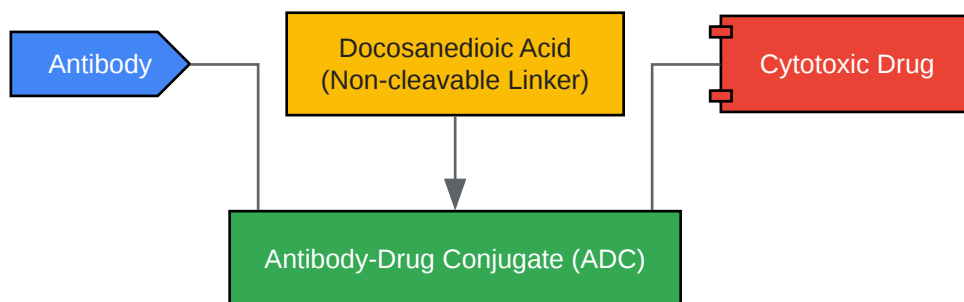 Antibody
Docosanedioic Acid
(Non-cleavable Linker)
Cytotoxic Drug
Antibody-Drug Conjugate (ADC)